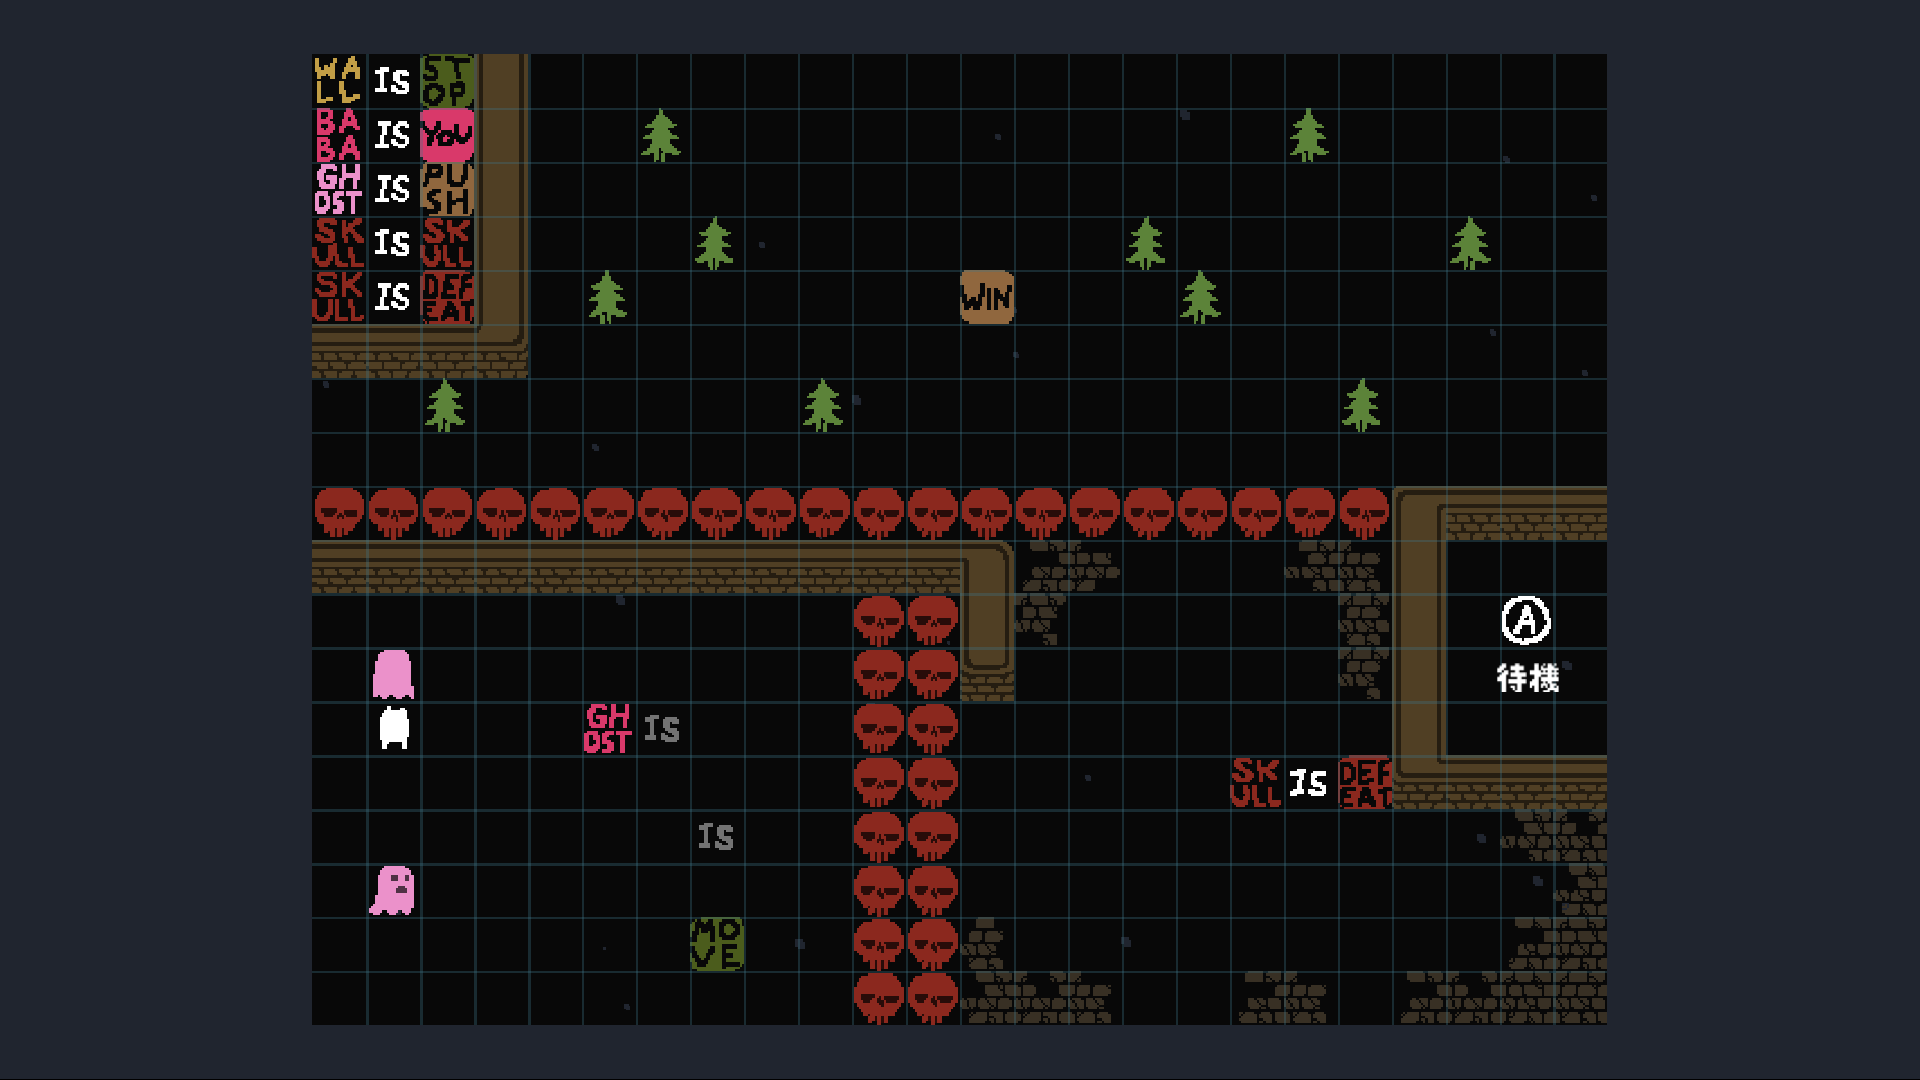 WALL IS STOP
BABA IS YOU
GHOST IS PUSH
SKULL IS SKULL
SKULL IS DEFEAT
WIN
A
待機
GHOST IS
SKULL IS DEFEAT
IS
MOVE